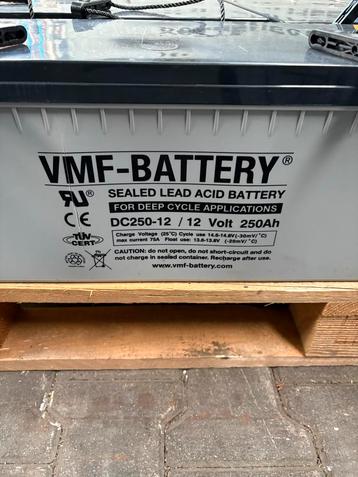 VMF-BATTERY®
SEALED LEAD ACID BATTERY
FOR DEEP CYCLE APPLICATIONS
DC250-12 / 12 Volt 250Ah
CE
TÜV
CERT
Charge Voltage (25°C) Cycle use 14.6-14.8V(-30mV/°C)
max current 75A Float use: 13.6-13.8V (-20mV/°C)
CAUTION: do not open, do not short-circuit and do
not charge in sealed container. Recharge after use.
www.vmf-battery.com